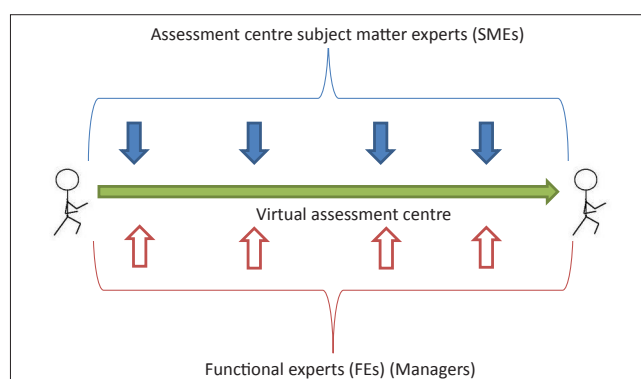 Assessment centre subject matter experts (SMEs)
Virtual assessment centre
Functional experts (FEs) (Managers)